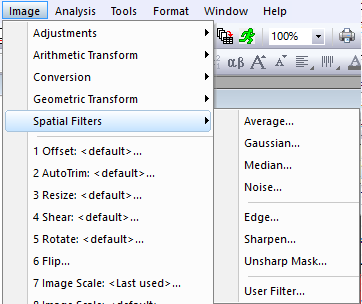 Image Analysis Tools Format Window Help
Adjustments
Arithmetic Transform
Conversion
Geometric Transform
Spatial Filters
1 Offset: <default>...
2 AutoTrim: <default>...
3 Resize: <default>...
4 Shear: <default>...
5 Rotate: <default>...
6 Flip...
7 Image Scale: <Last used>...
100%
αβ A A
Average...
Gaussian...
Median...
Noise...
Edge...
Sharpen...
Unsharp Mask...
User Filter...